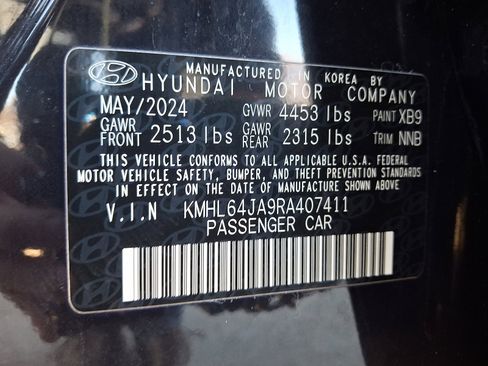 MANUFACTURED IN KOREA BY
HYUNDAI MOTOR COMPANY
MAY/2024 GVWR 4453 lbs PAINT XB9
GAWR FRONT 2513 lbs GAWR REAR 2315 lbs TRIM NNB
THIS VEHICLE CONFORMS TO ALL APPLICABLE U.S.A. FEDERAL
MOTOR VEHICLE SAFETY, BUMPER, AND THEFT PREVENTION STANDARDS
IN EFFECT ON THE DATE OF MANUFACTURE SHOWN ABOVE.
V.I.N KMHL64JA9RA407411
PASSENGER CAR